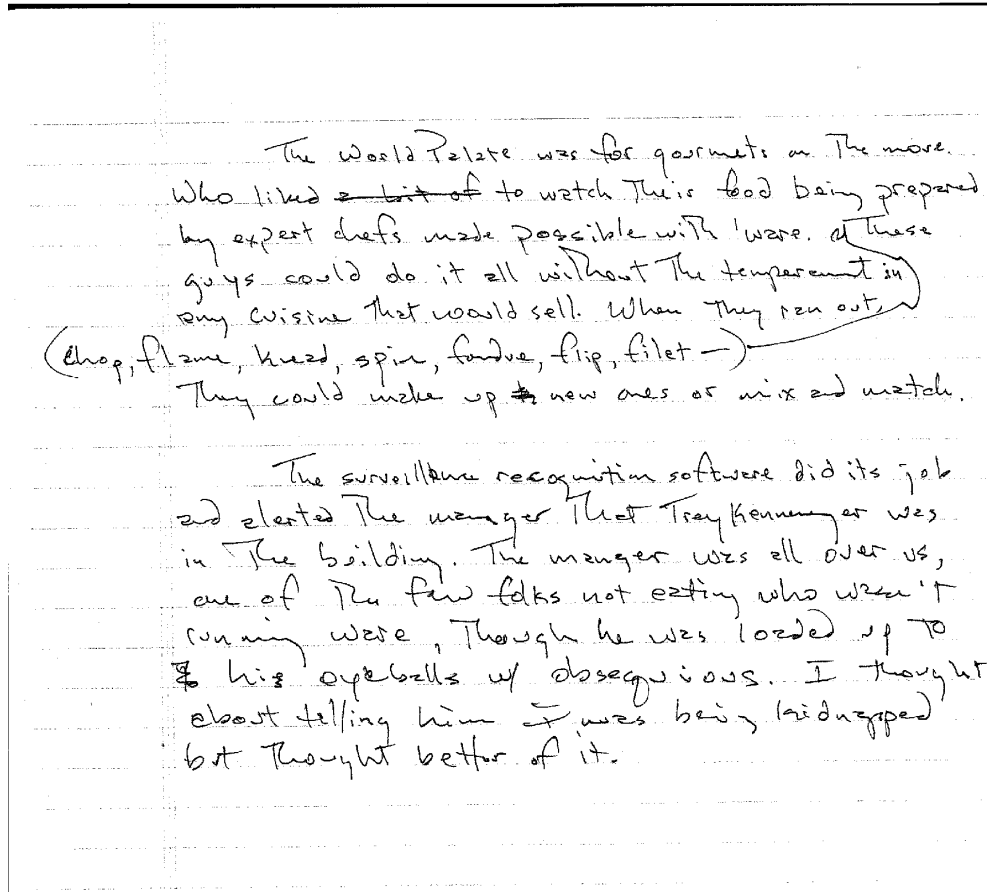 The World Palate was for gourmets on The move.
Who liked a bit of to watch Their food being prepared
by expert chefs made possible with 'ware. These
guys could do it all without The temperament in
any cuisine That would sell. When They ran out,
(chop, flame, knead, spin, fondue, flip, filet —)
They could make up new ones or mix and match.
The surveillance recognition software did its job
and alerted The manager That Trey Kennemeyer was
in The building. The manger was all over us,
one of The few folks not eating who wasn't
running ware, Though he was loaded up To
his eyeballs w/ obsequious. I Thought
about telling him I was being kidnapped
but Thought better of it.